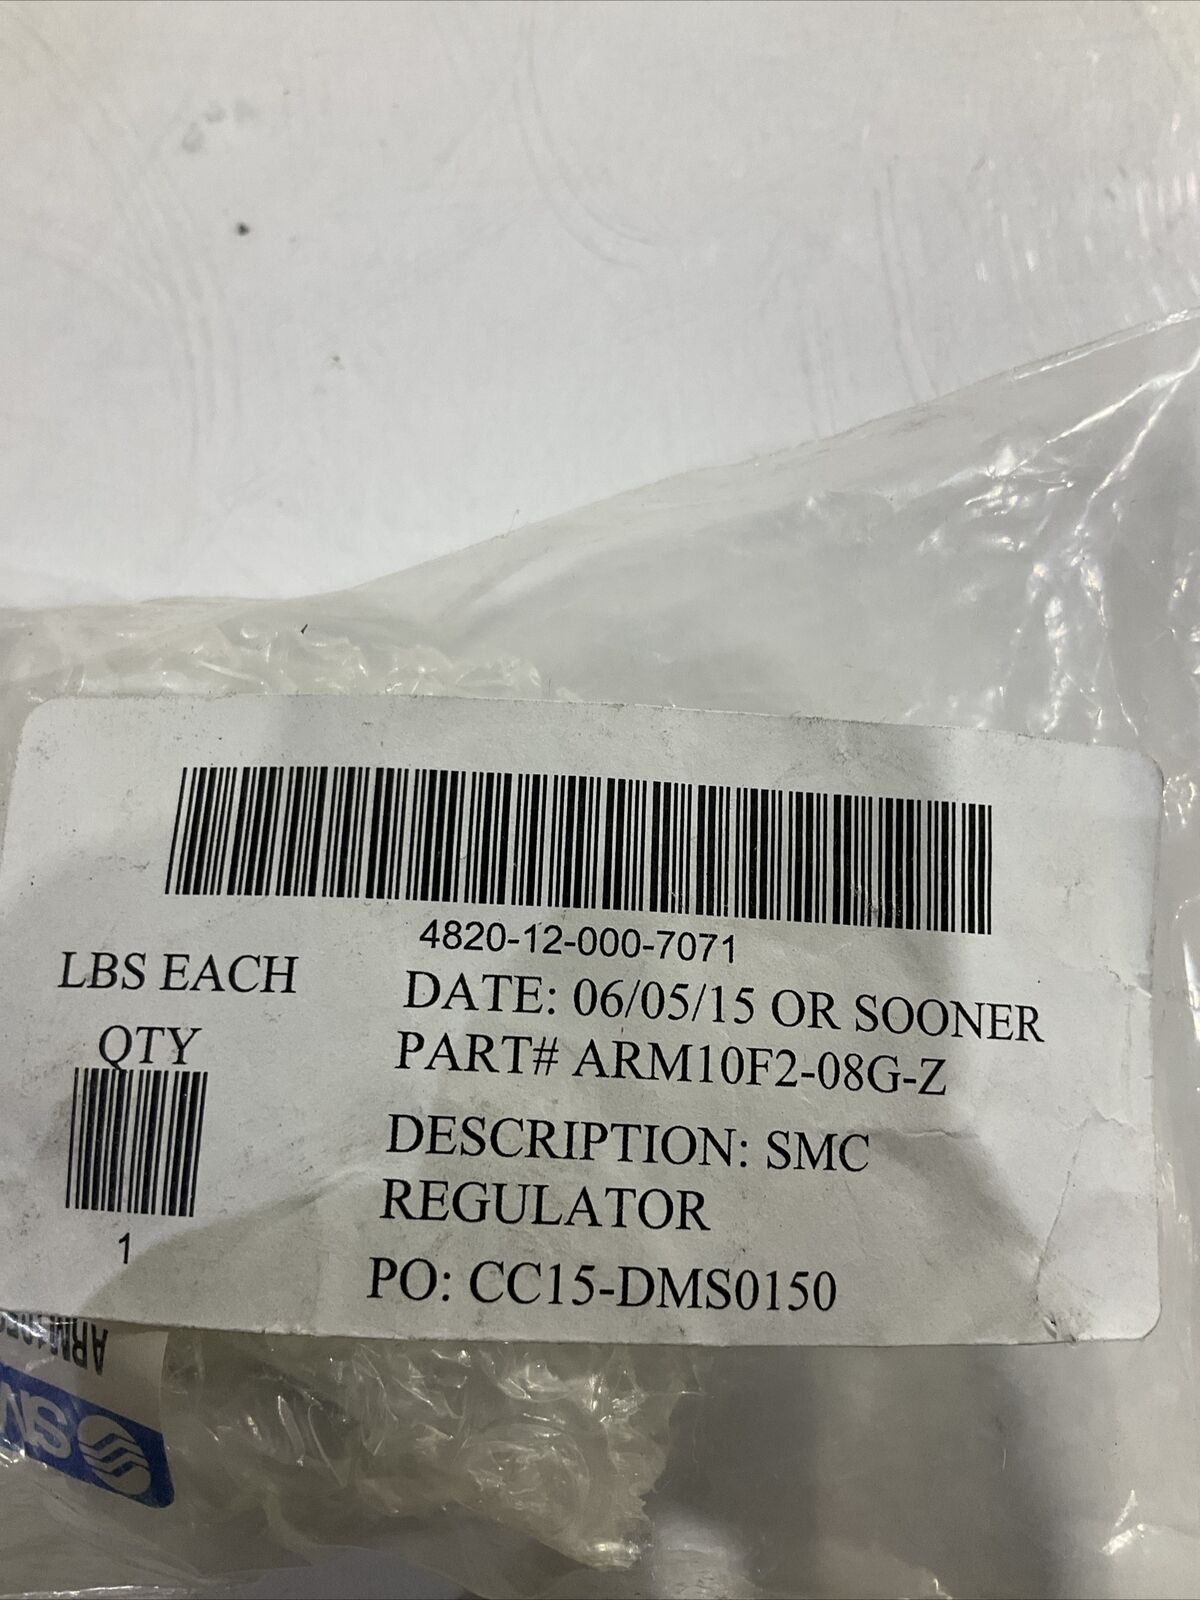 4820-12-000-7071
LBS EACH
DATE: 06/05/15 OR SOONER
QTY
PART# ARM10F2-08G-Z
DESCRIPTION: SMC
REGULATOR
1
PO: CC15-DMS0150